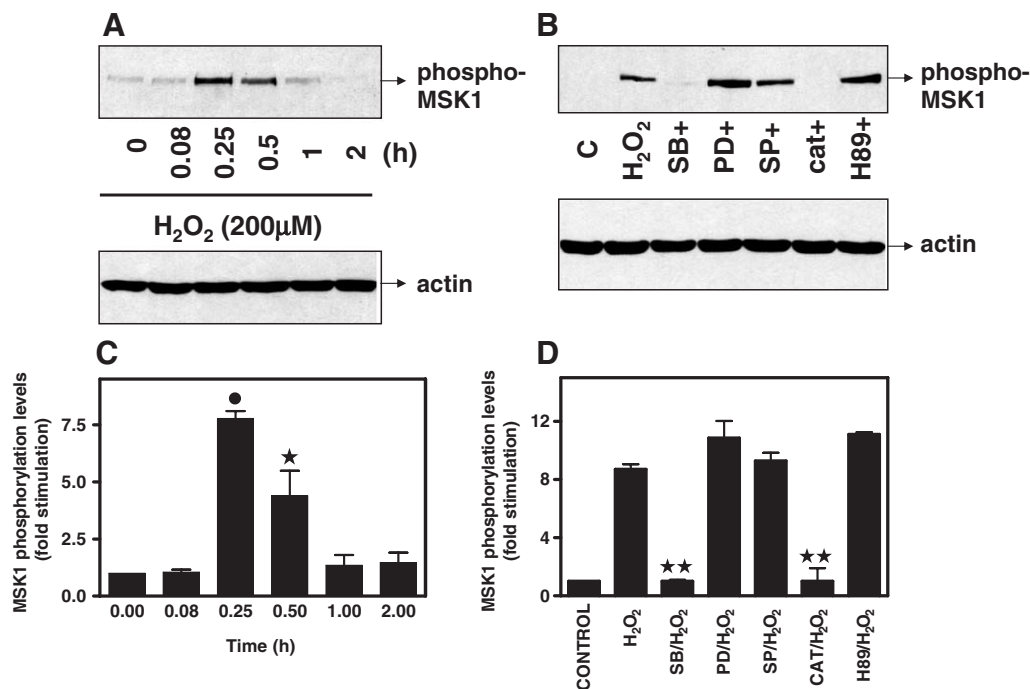 A
phospho-
MSK1
0 0.08 0.25 0.5 1 2 (h)
H₂O₂ (200µM)
actin
B
phospho-
MSK1
C H₂O₂ SB+ PD+ SP+ cat+ H89+
actin
C
MSK1 phosphorylation levels
(fold stimulation)
7.5
5.0
2.5
0.0
0.00 0.08 0.25 0.50 1.00 2.00
Time (h)
D
MSK1 phosphorylation levels
(fold stimulation)
12
8
4
0
CONTROL
H₂O₂
SB/H₂O₂
PD/H₂O₂
SP/H₂O₂
CAT/H₂O₂
H89/H₂O₂